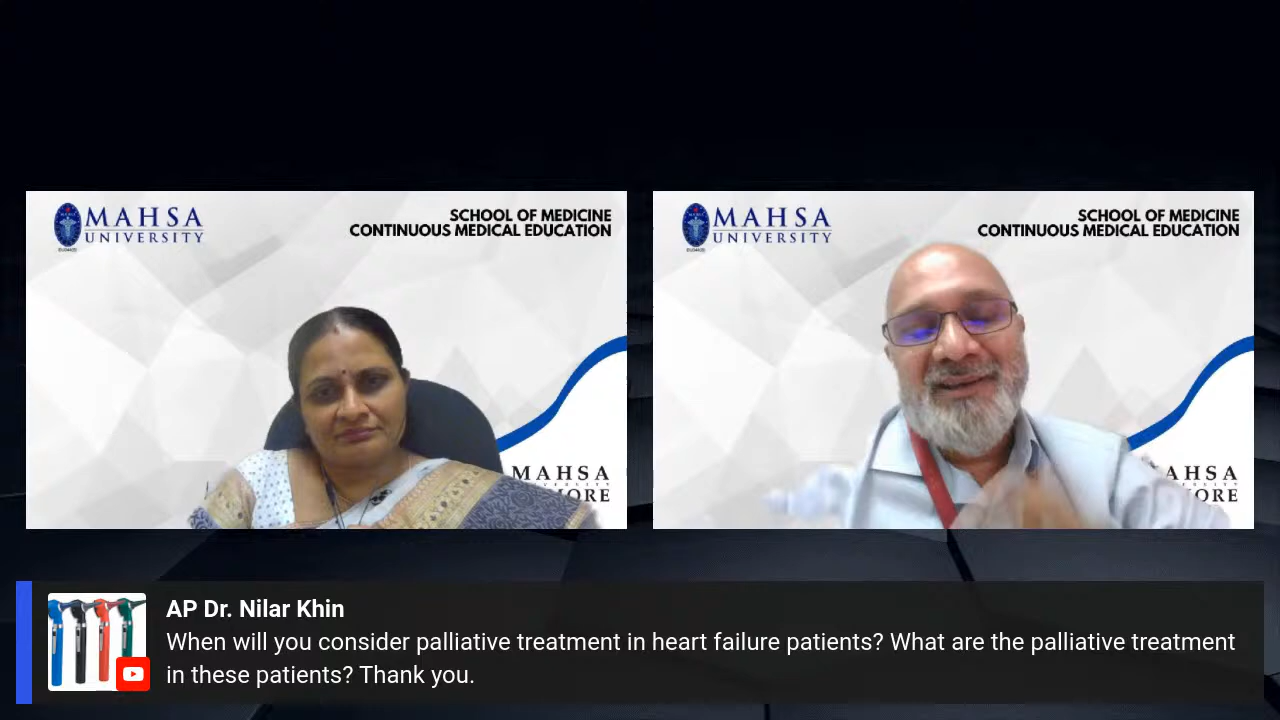 MAHSA
UNIVERSITY
SCHOOL OF MEDICINE
CONTINUOUS MEDICAL EDUCATION
MAHSA
UNIVERSITY
SCHOOL OF MEDICINE
CONTINUOUS MEDICAL EDUCATION
MAHSA
AHSA
AP Dr. Nilar Khin
When will you consider palliative treatment in heart failure patients? What are the palliative treatment
in these patients? Thank you.